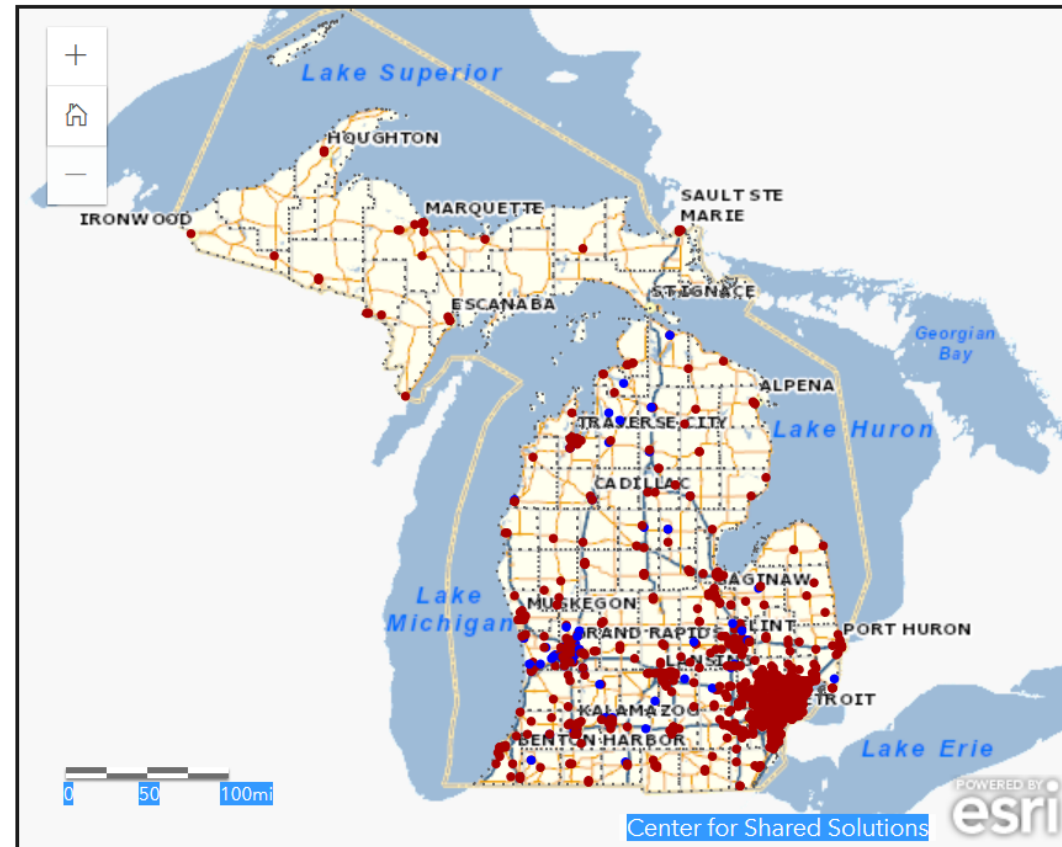 +
−
Lake Superior
HOUGHTON
SAULT STE
MARIE
IRONWOOD
MARQUETTE
ST IGNACE
ESCANABA
Georgian
Bay
ALPENA
TRAVERSE CITY
Lake Huron
CADILLAC
SAGINAW
Lake
Michigan
MUSKEGON
FLINT
PORT HURON
GRAND RAPIDS
LANSING
DETROIT
KALAMAZOO
BENTON HARBOR
Lake Erie
0 50 100mi
POWERED BY
esri
Center for Shared Solutions